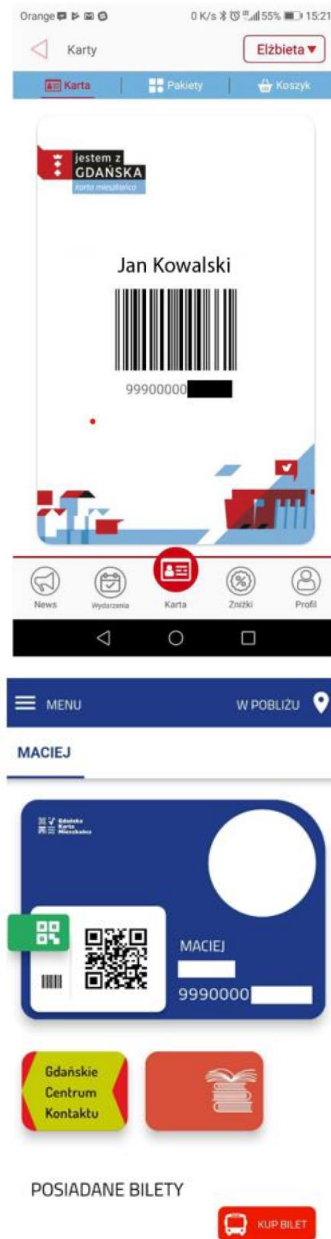 Orange 0 K/s 55% 15:21
Karty Elżbieta ▼
Karta Pakiety Koszyk
jestem z
GDAŃSKA
karta mieszkańca
Jan Kowalski
99900000
News Wydarzenia Karta Zniżki Profil
MENU W POBLIŻU
MACIEJ
Gdańska
Karta
Mieszkańca
MACIEJ
9990000
Gdańskie
Centrum
Kontaktu
POSIADANE BILETY
KUP BILET